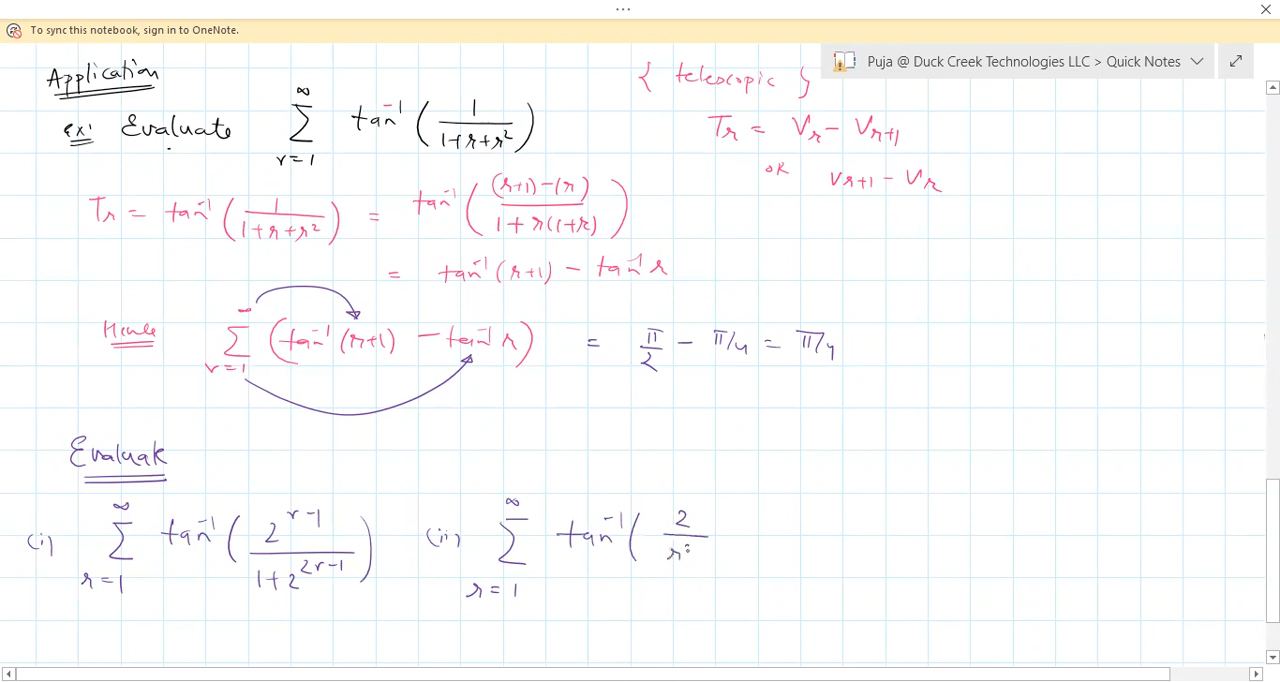 ...
To sync this notebook, sign in to OneNote.
Puja @ Duck Creek Technologies LLC > Quick Notes
Application
{ telescopic }
ex: Evaluate ∑_{r=1}^{∞} tan⁻¹ ( 1 / (1+r+r²) )
T_r = V_r − V_{r+1}
OR V_{r+1} − V_r
T_r = tan⁻¹ ( 1 / (1+r+r²) ) = tan⁻¹ ( ((r+1)−(r)) / (1+r(1+r)) )
= tan⁻¹(r+1) − tan⁻¹ r
Hence ∑_{r=1}^{∞} ( tan⁻¹(r+1) − tan⁻¹ r ) = π/2 − π/4 = π/4
Evaluate
(i) ∑_{r=1}^{∞} tan⁻¹ ( 2^{r−1} / (1+2^{2r−1}) ) (ii) ∑_{r=1}^{∞} tan⁻¹ ( 2 / r²